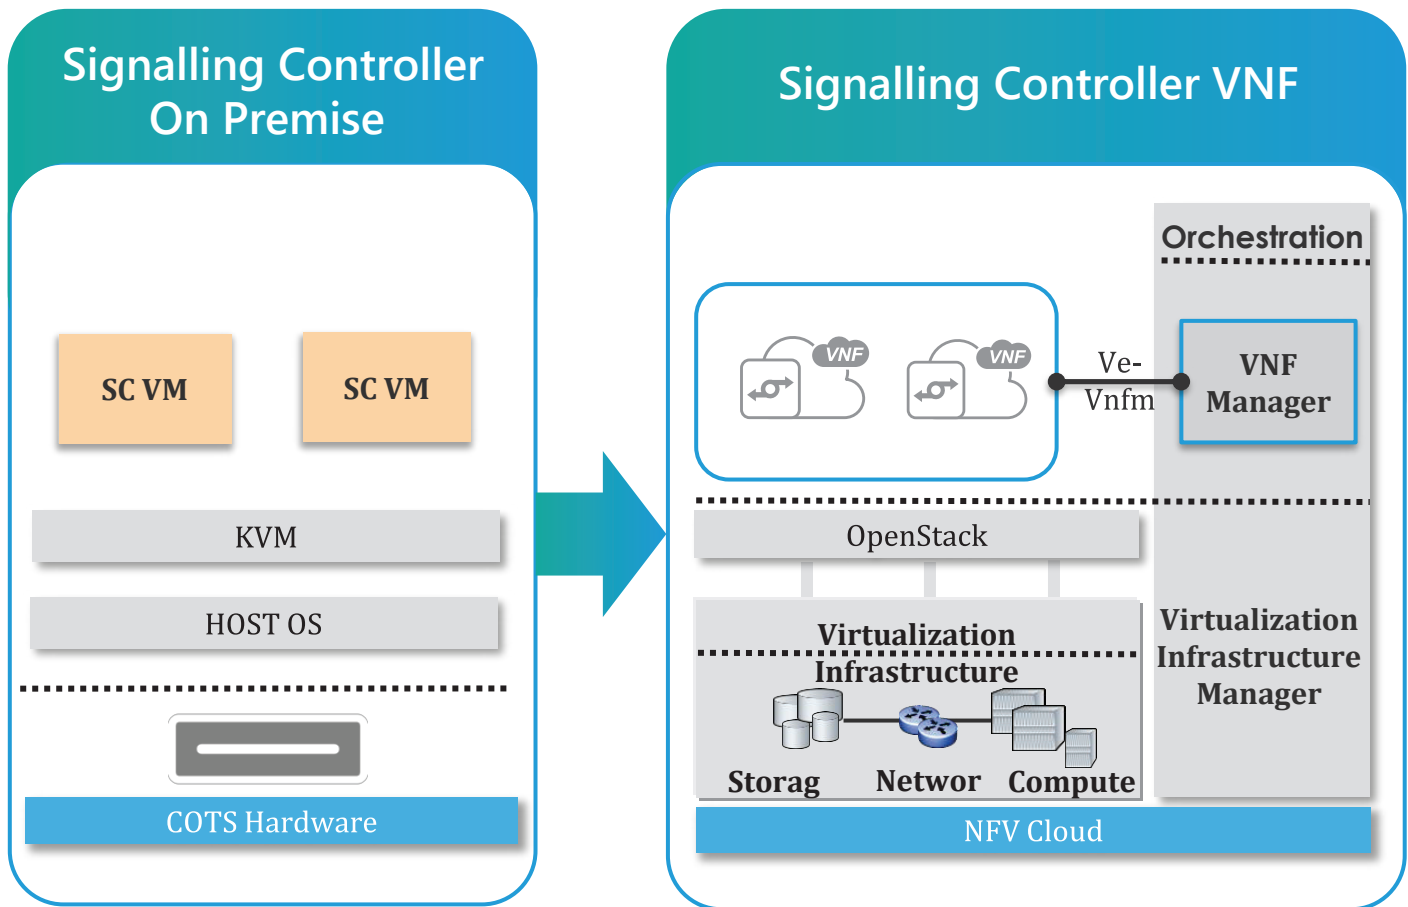 Signalling Controller
On Premise
SC VM
SC VM
KVM
HOST OS
COTS Hardware
Signalling Controller VNF
Orchestration
VNF
VNF
Ve-
Vnfm
VNF
Manager
OpenStack
Virtualization
Infrastructure
Storag
Networ
Compute
Virtualization
Infrastructure
Manager
NFV Cloud